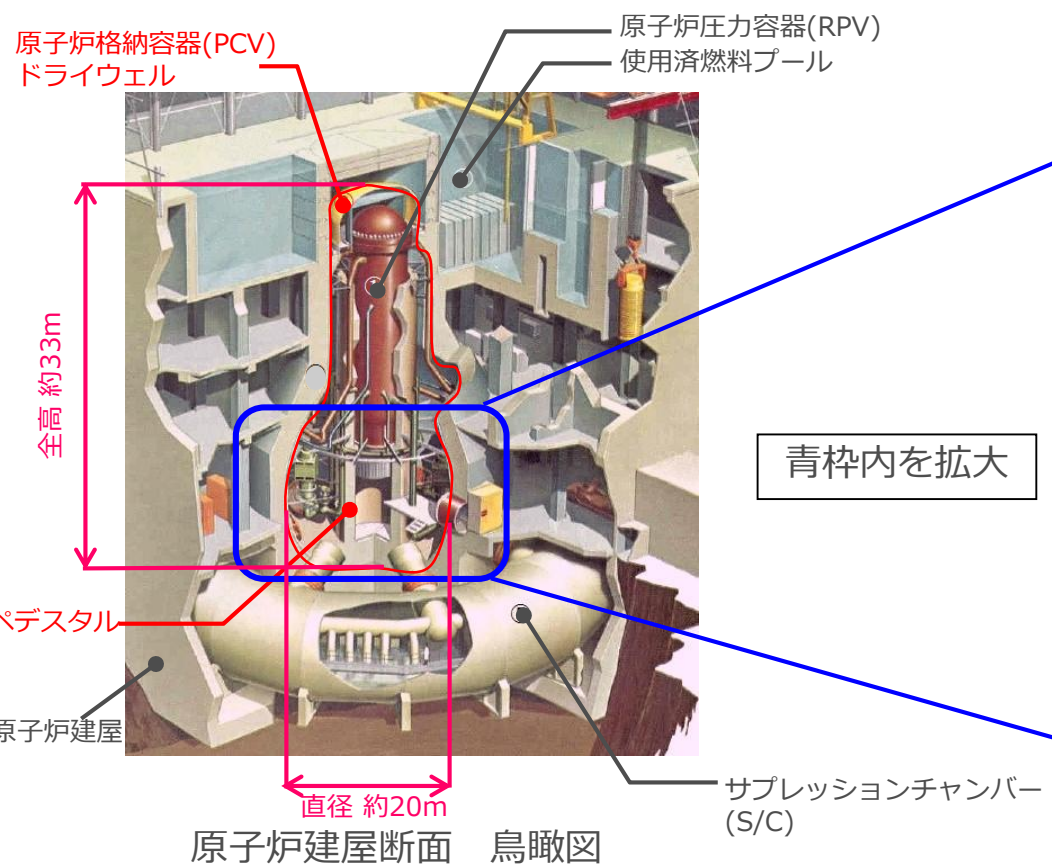 原子炉格納容器(PCV)
ドライウェル
原子炉圧力容器(RPV)
使用済燃料プール
全高 約33m
青枠内を拡大
ペデスタル
原子炉建屋
直径 約20m
サプレッションチャンバー
(S/C)
原子炉建屋断面　鳥瞰図